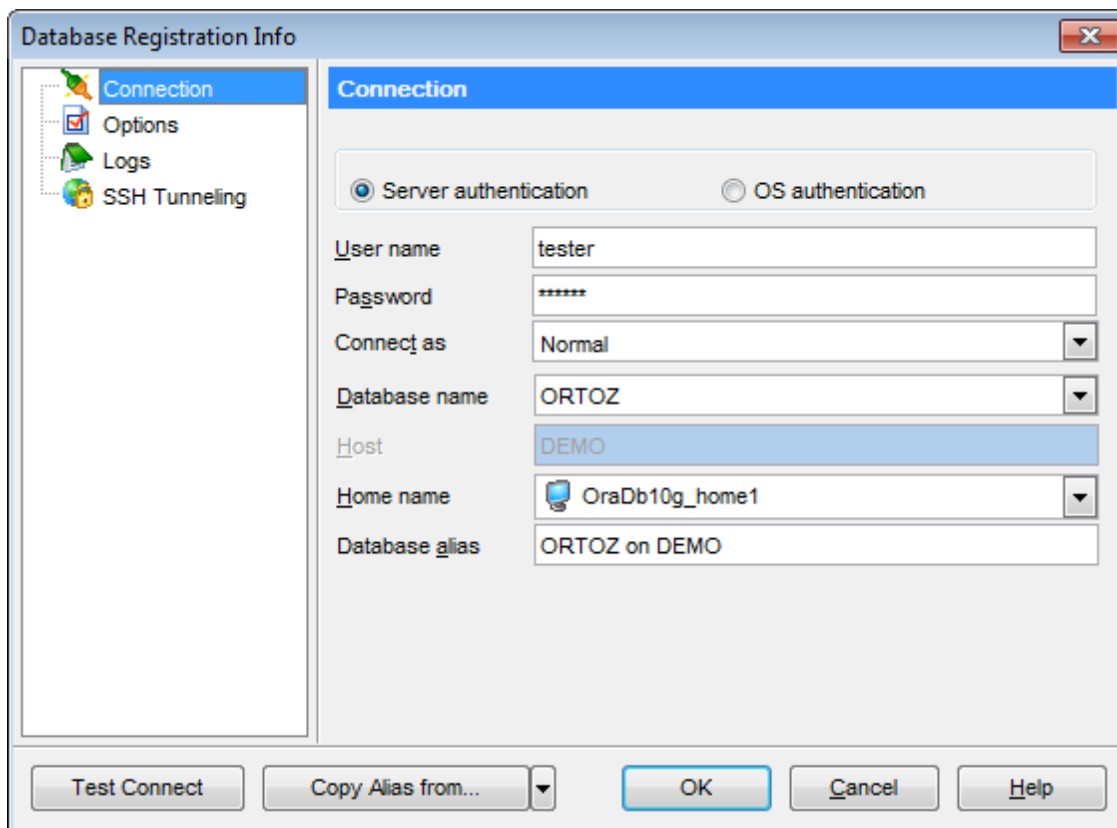 Database Registration Info
Connection
Options
Logs
SSH Tunneling
Connection
Server authentication
OS authentication
User name
tester
Password
******
Connect as
Normal
Database name
ORTOZ
Host
DEMO
Home name
OraDb10g_home1
Database alias
ORTOZ on DEMO
Test Connect
Copy Alias from...
OK
Cancel
Help